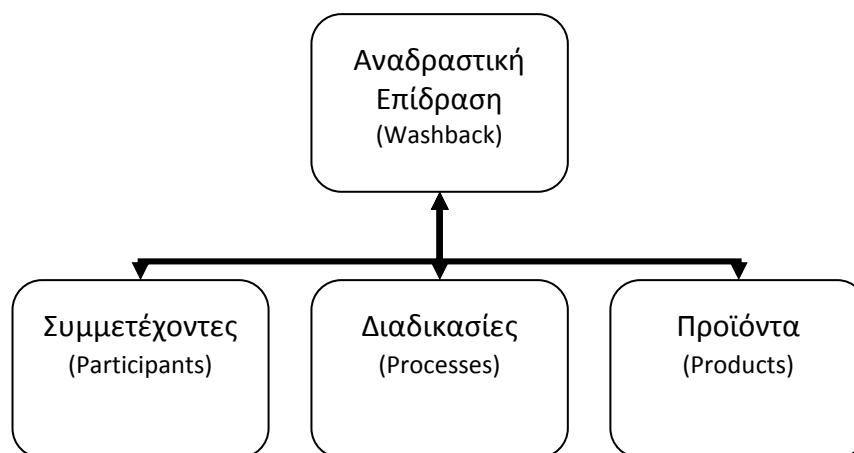 Αναδραστική
Επίδραση
(Washback)
Συμμετέχοντες
(Participants)
Διαδικασίες
(Processes)
Προϊόντα
(Products)